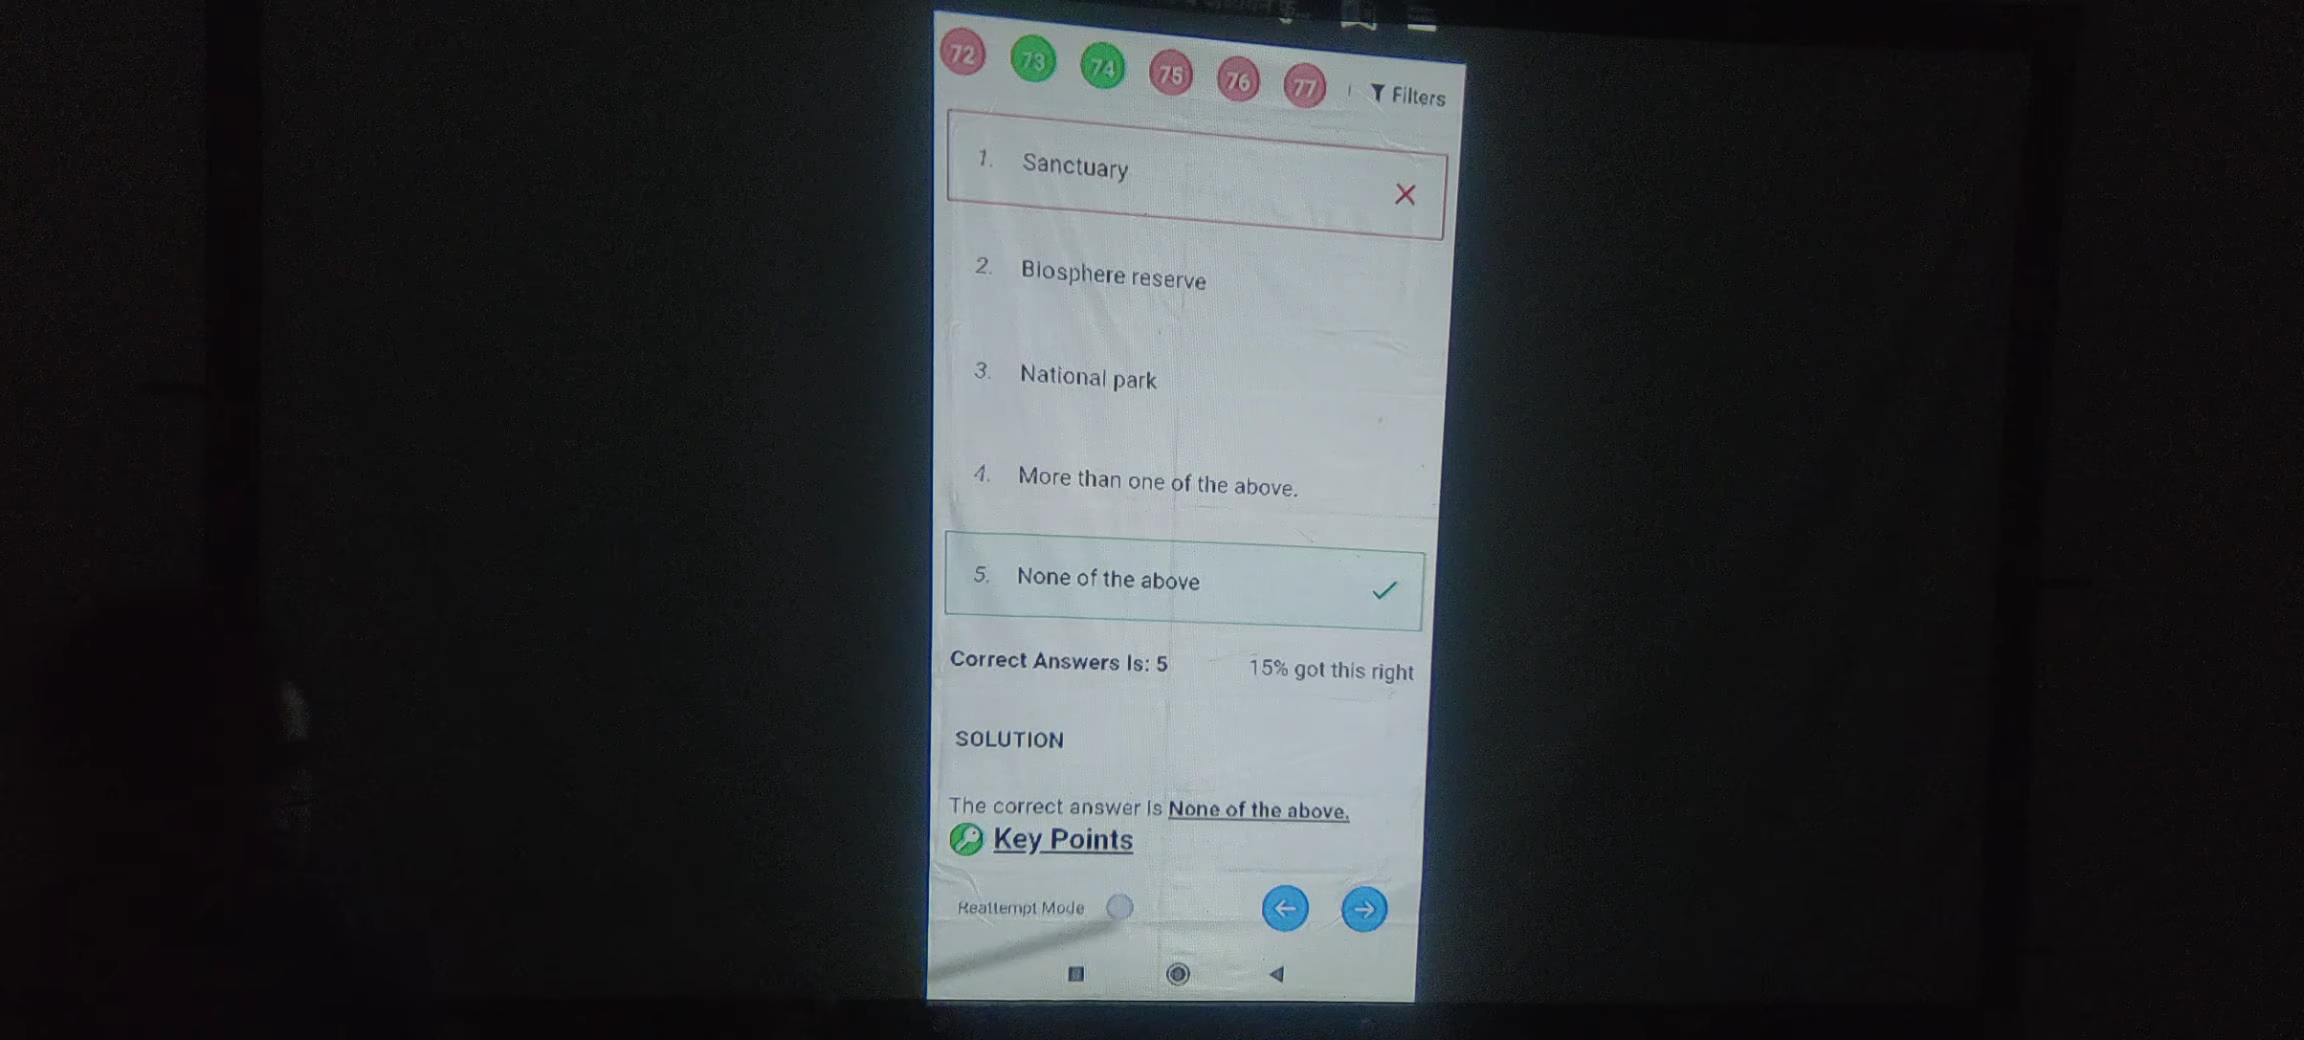 72 73 74 75 76 77 Filters
1. Sanctuary
2. Biosphere reserve
3. National park
4. More than one of the above.
5. None of the above
Correct Answers Is: 5 15% got this right
SOLUTION
The correct answer is None of the above.
Key Points
Reattempt Mode